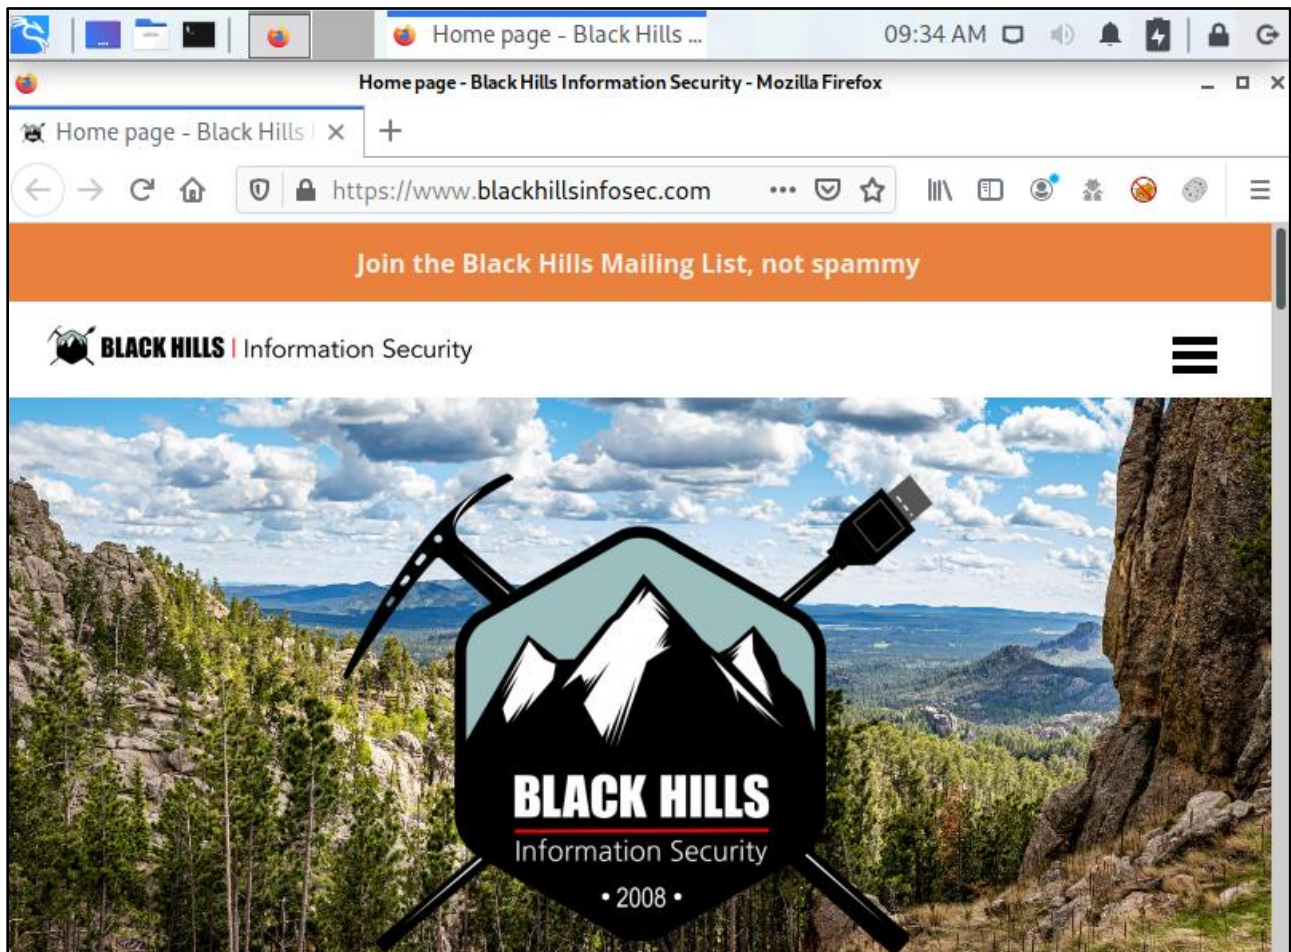 Home page - Black Hills ...
09:34 AM
Home page - Black Hills Information Security - Mozilla Firefox
Home page - Black Hills
https://www.blackhillsinfosec.com
Join the Black Hills Mailing List, not spammy
BLACK HILLS | Information Security
BLACK HILLS
Information Security
• 2008 •